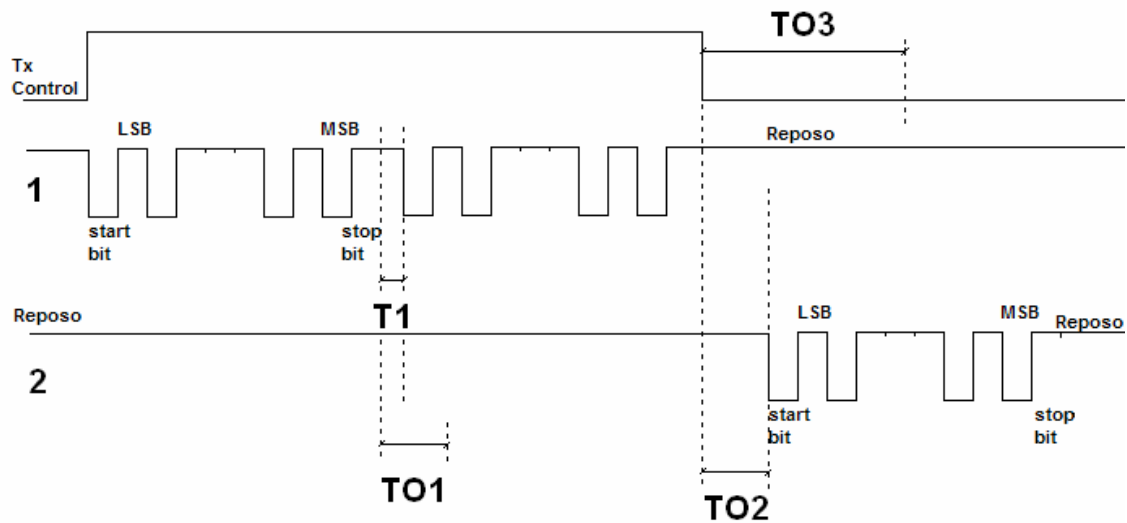 TO3
Tx
Control
LSB
MSB
Reposo
1
start
bit
stop
bit
Reposo
T1
LSB
MSB
Reposo
2
start
bit
stop
bit
TO1
TO2